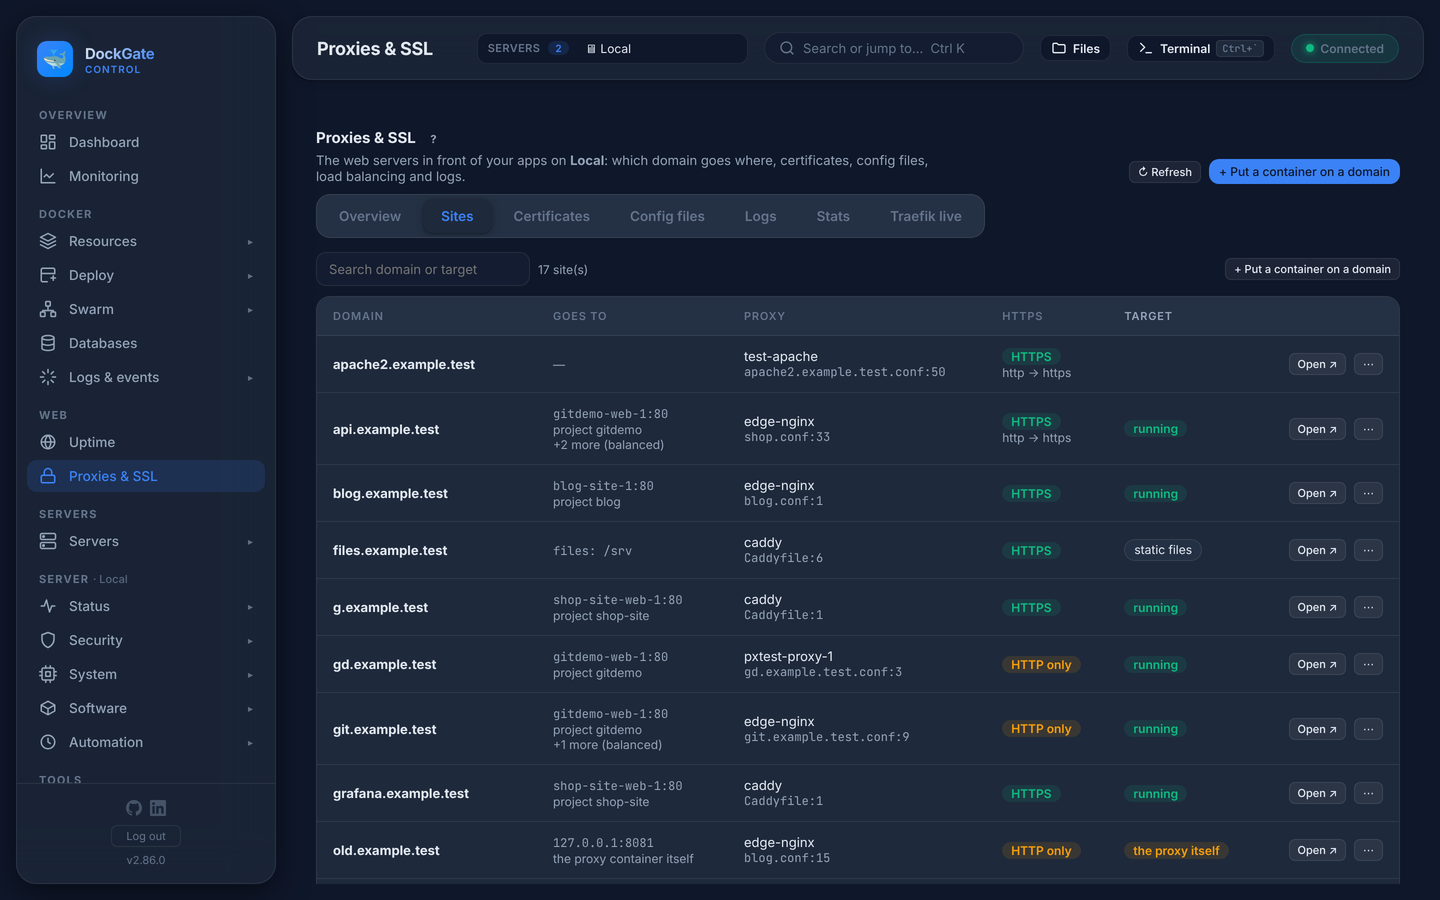 DockGate
CONTROL
OVERVIEW
Dashboard
Monitoring
DOCKER
Resources
Deploy
Swarm
Databases
Logs & events
WEB
Uptime
Proxies & SSL
SERVERS
Servers
SERVER · Local
Status
Security
System
Software
Automation
TOOLS
Log out
v2.86.0
Proxies & SSL
SERVERS 2 Local
Search or jump to... Ctrl K
Files
Terminal Ctrl+`
Connected
Proxies & SSL ?
The web servers in front of your apps on Local: which domain goes where, certificates, config files,
load balancing and logs.
Refresh
+ Put a container on a domain
Overview Sites Certificates Config files Logs Stats Traefik live
Search domain or target 17 site(s)
+ Put a container on a domain
DOMAIN GOES TO PROXY HTTPS TARGET
apache2.example.test — test-apache HTTPS Open ↗ ...
apache2.example.test.conf:50 http → https
api.example.test gitdemo-web-1:80 edge-nginx HTTPS running Open ↗ ...
project gitdemo shop.conf:33 http → https
+2 more (balanced)
blog.example.test blog-site-1:80 edge-nginx HTTPS running Open ↗ ...
project blog blog.conf:1
files.example.test files: /srv caddy HTTPS static files Open ↗ ...
Caddyfile:6
g.example.test shop-site-web-1:80 caddy HTTPS running Open ↗ ...
project shop-site Caddyfile:1
gd.example.test gitdemo-web-1:80 pxtest-proxy-1 HTTP only running Open ↗ ...
project gitdemo gd.example.test.conf:3
git.example.test gitdemo-web-1:80 edge-nginx HTTP only running Open ↗ ...
project gitdemo git.example.test.conf:9
+1 more (balanced)
grafana.example.test shop-site-web-1:80 caddy HTTPS running Open ↗ ...
project shop-site Caddyfile:1
old.example.test 127.0.0.1:8081 edge-nginx HTTP only the proxy itself Open ↗ ...
the proxy container itself blog.conf:15